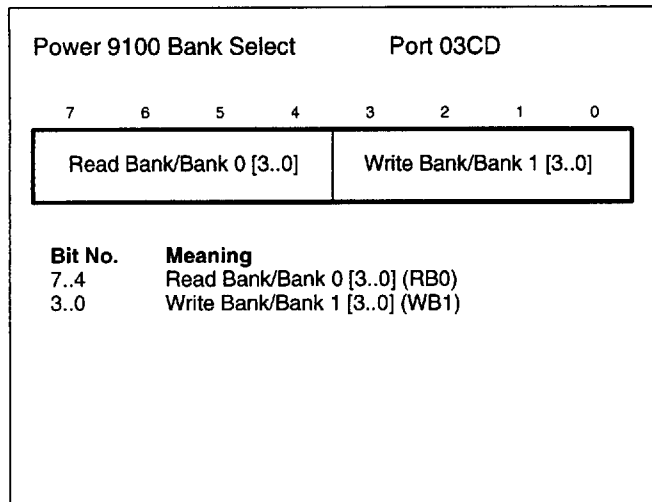 Power 9100 Bank Select Port 03CD
7 6 5 4 3 2 1 0
Read Bank/Bank 0 [3..0] Write Bank/Bank 1 [3..0]
Bit No. Meaning
7..4 Read Bank/Bank 0 [3..0] (RB0)
3..0 Write Bank/Bank 1 [3..0] (WB1)